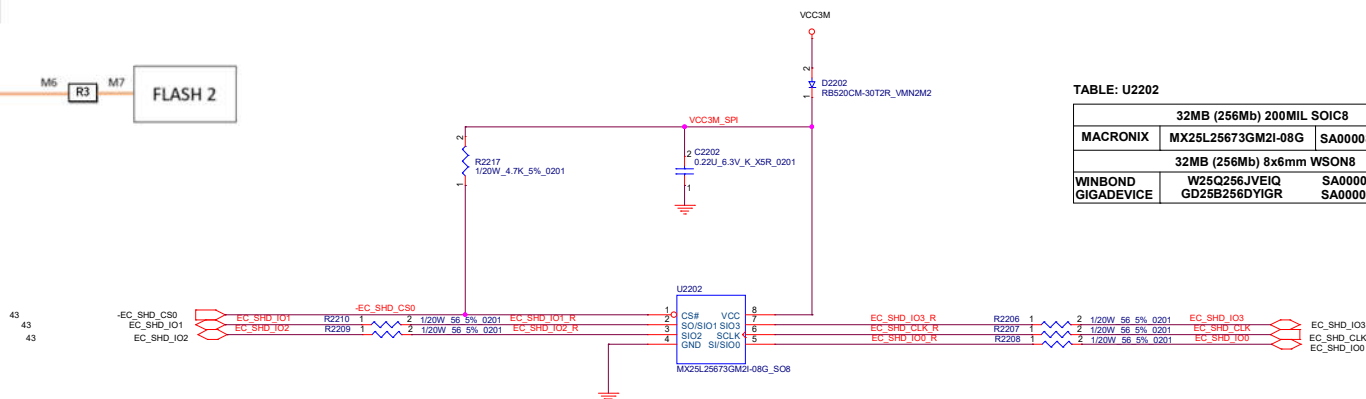 VCC3M
M6 R3 M7 FLASH 2
2
D2202
RB520CM-30T2R_VMN2M2
1
TABLE: U2202
32MB (256Mb) 200MIL SOIC8
MACRONIX MX25L25673GM2I-08G SA0000
32MB (256Mb) 8x6mm WSON8
WINBOND W25Q256JVEIQ SA0000
GIGADEVICE GD25B256DYIGR SA0000
VCC3M_SPI
2
R2217
1/20W_4.7K_5%_0201
1
2 C2202
0.22U_6.3V_K_X5R_0201
1
U2202
43 -EC_SHD_CS0 -EC_SHD_CS0 1 CS# VCC 8
43 EC_SHD_IO1 EC_SHD_IO1 R2210 1 2 1/20W_56_5%_0201 EC_SHD_IO1_R 2 SO/SIO1 SIO3 7 EC_SHD_IO3_R R2206 1 2 1/20W_56_5%_0201 EC_SHD_IO3 EC_SHD_IO3
43 EC_SHD_IO2 EC_SHD_IO2 R2209 1 2 1/20W_56_5%_0201 EC_SHD_IO2_R 3 SIO2 SCLK 6 EC_SHD_CLK_R R2207 1 2 1/20W_56_5%_0201 EC_SHD_CLK EC_SHD_CLK
4 GND SI/SIO0 5 EC_SHD_IO0_R R2208 1 2 1/20W_56_5%_0201 EC_SHD_IO0 EC_SHD_IO0
MX25L25673GM2I-08G_SO8